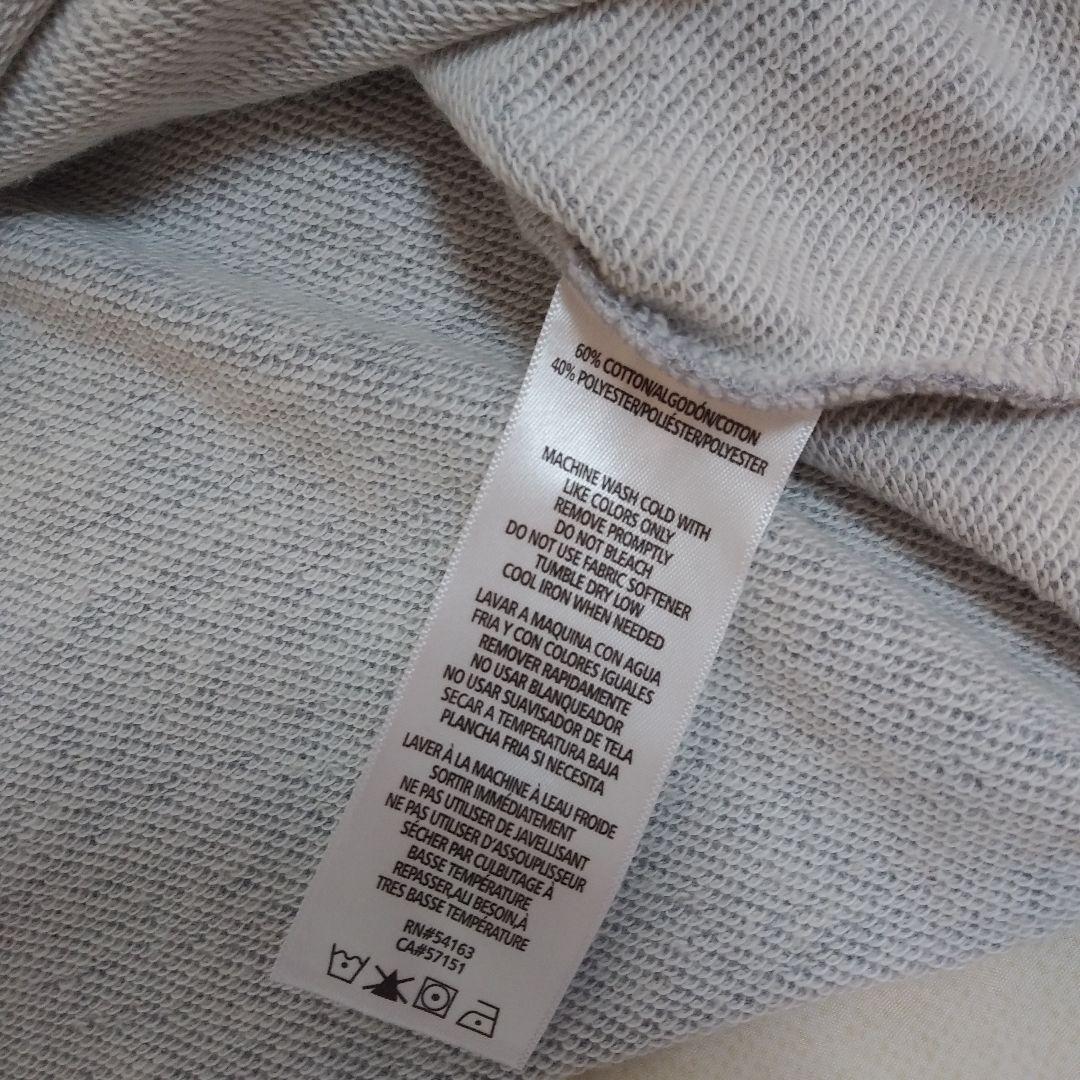 60% COTTON/ALGODÓN/COTON
40% POLYESTER/POLIÉSTER/POLYESTER
MACHINE WASH COLD WITH
LIKE COLORS ONLY
REMOVE PROMPTLY
DO NOT BLEACH
DO NOT USE FABRIC SOFTENER
TUMBLE DRY LOW
COOL IRON WHEN NEEDED
LAVAR A MAQUINA CON AGUA
FRIA Y CON COLORES IGUALES
REMOVER RAPIDAMENTE
NO USAR BLANQUEADOR
NO USAR SUAVISADOR DE TELA
SECAR A TEMPERATURA BAJA
PLANCHA FRIA SI NECESITA
LAVER À LA MACHINE À LEAU FROIDE
SORTIR IMMÉDIATEMENT
NE PAS UTILISER DE JAVELLISANT
NE PAS UTILISER D'ASSOUPLISSEUR
SÉCHER PAR CULBUTAGE À
BASSE TEMPÉRATURE
REPASSER,ALI BESOIN,À
TRES BASSE TEMPÉRATURE
RN#54163
CA#57151